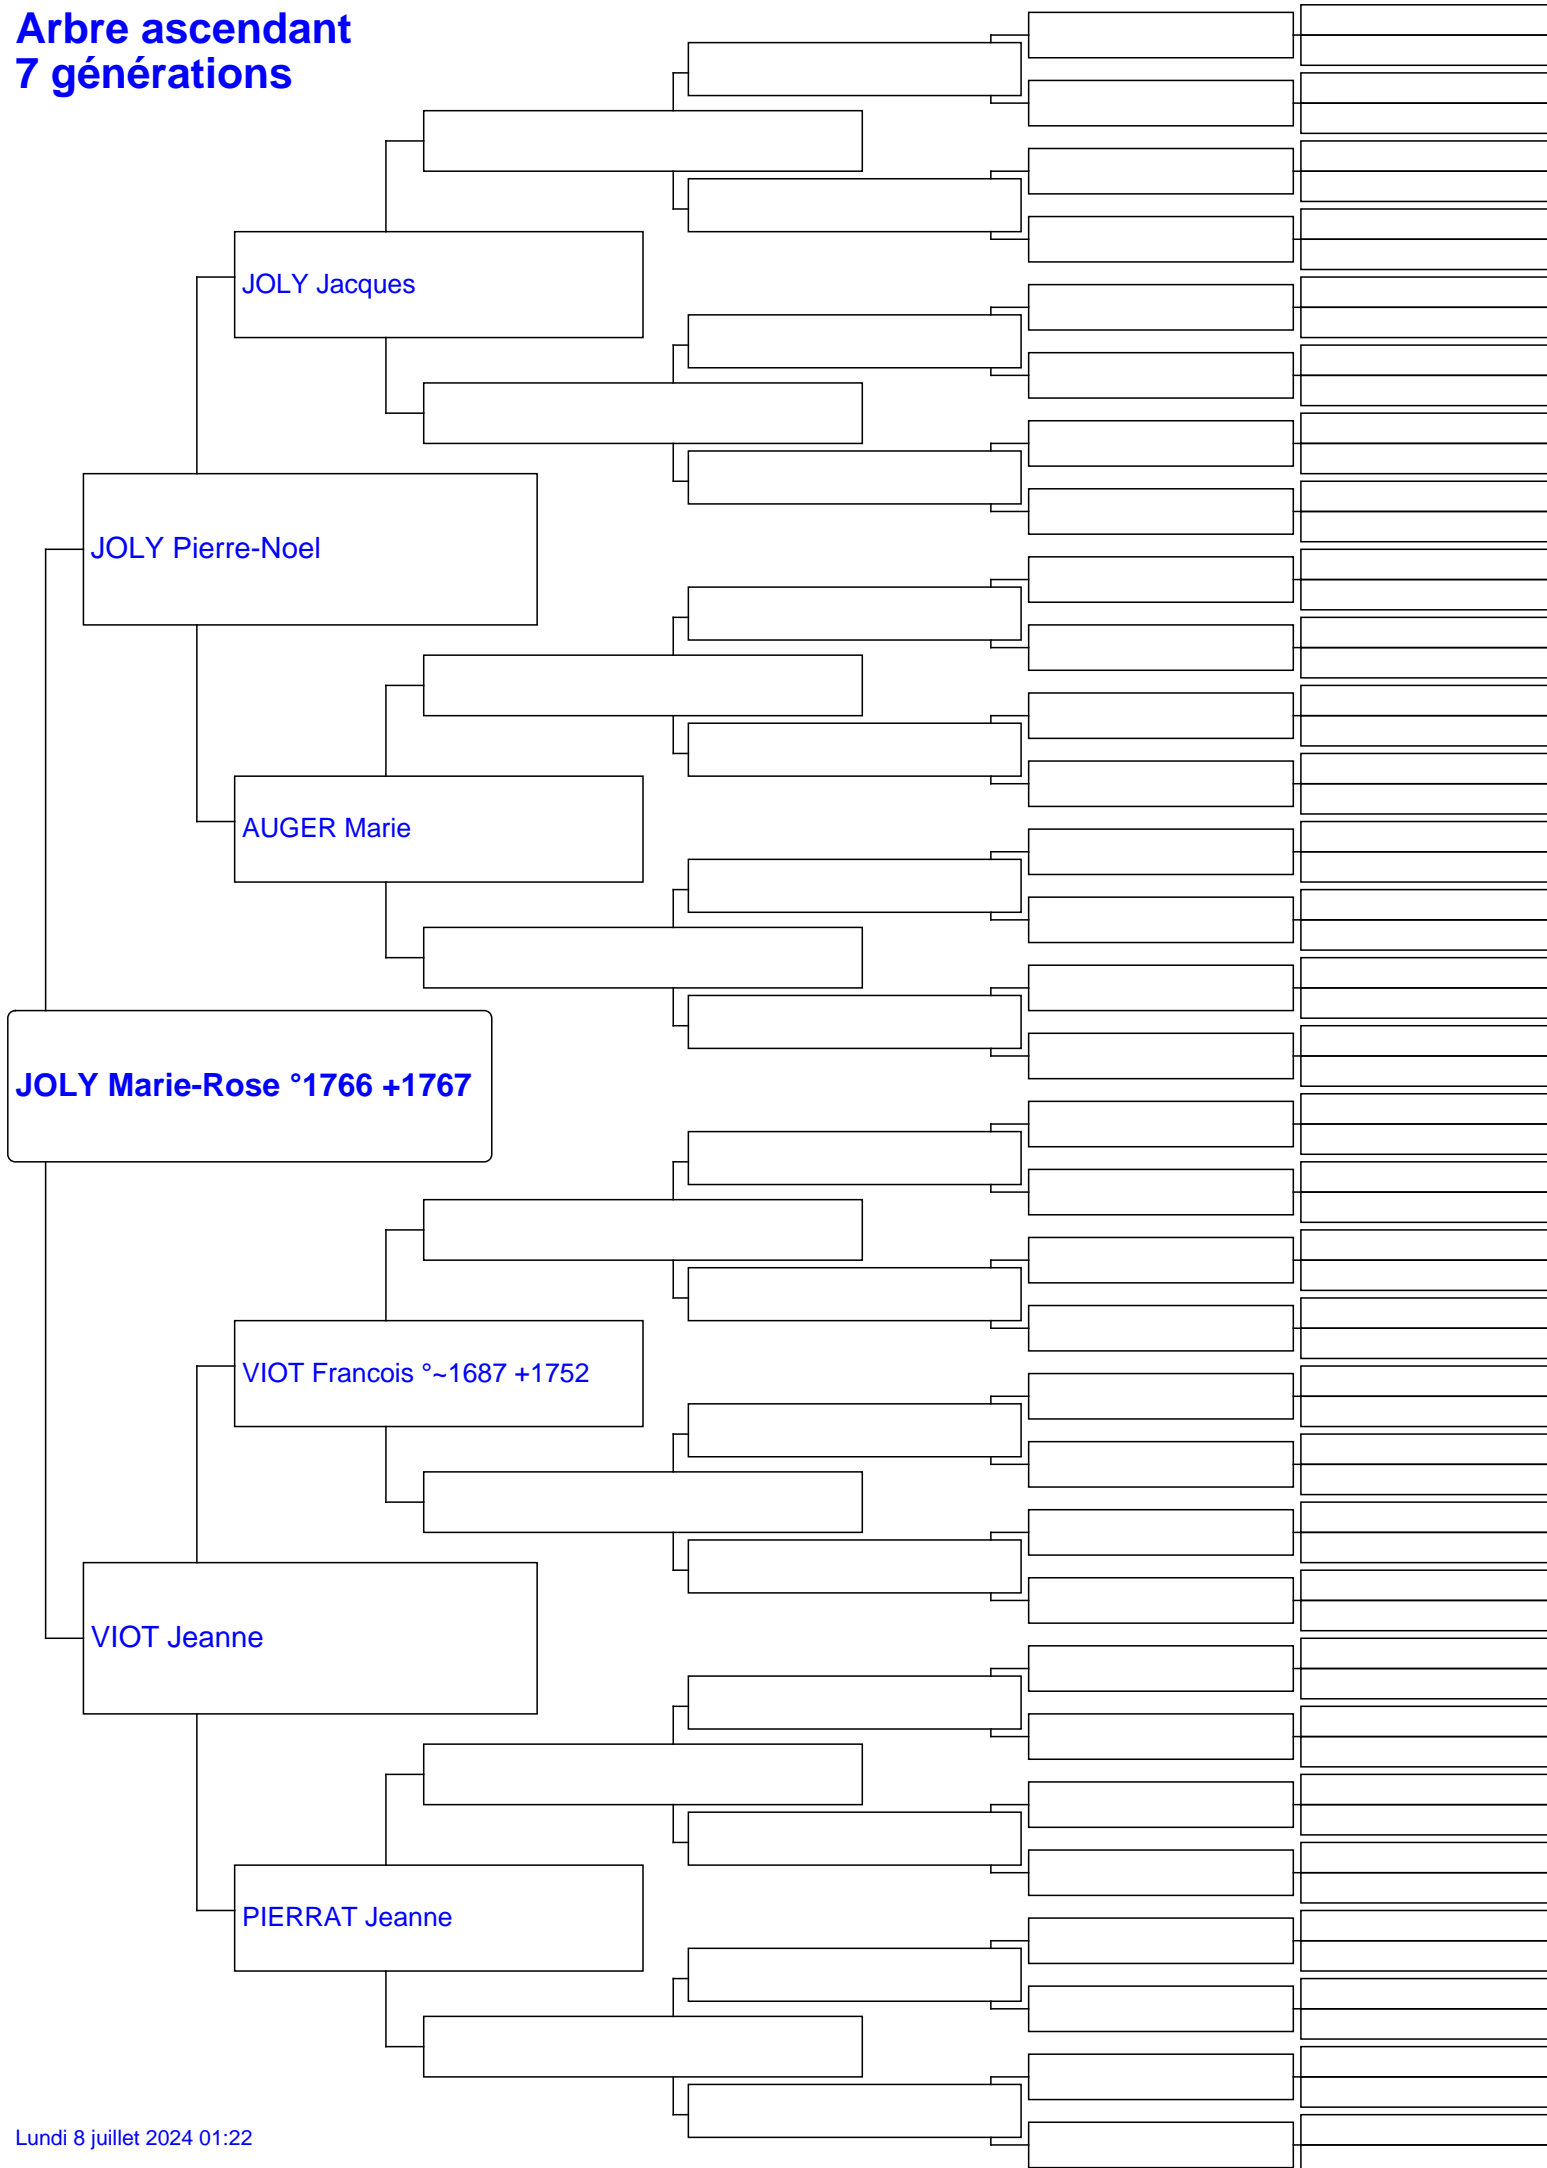 Arbre ascendant
7 générations
JOLY Jacques
JOLY Pierre-Noel
AUGER Marie
JOLY Marie-Rose °1766 +1767
VIOT Francois °~1687 +1752
VIOT Jeanne
PIERRAT Jeanne
Lundi 8 juillet 2024 01:22